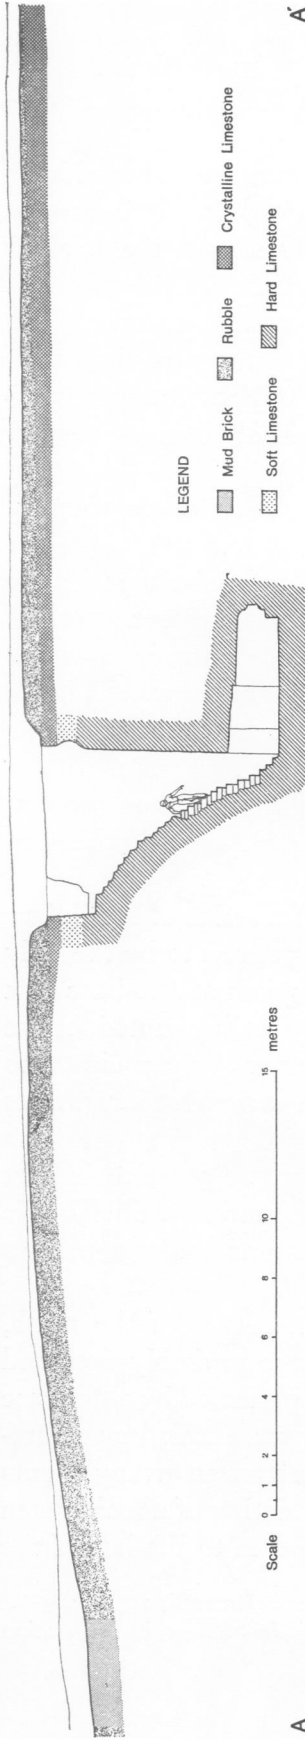 A
A´
LEGEND
Mud Brick Rubble Crystalline Limestone
Soft Limestone Hard Limestone
Scale 0 1 2 4 6 8 10 15 metres